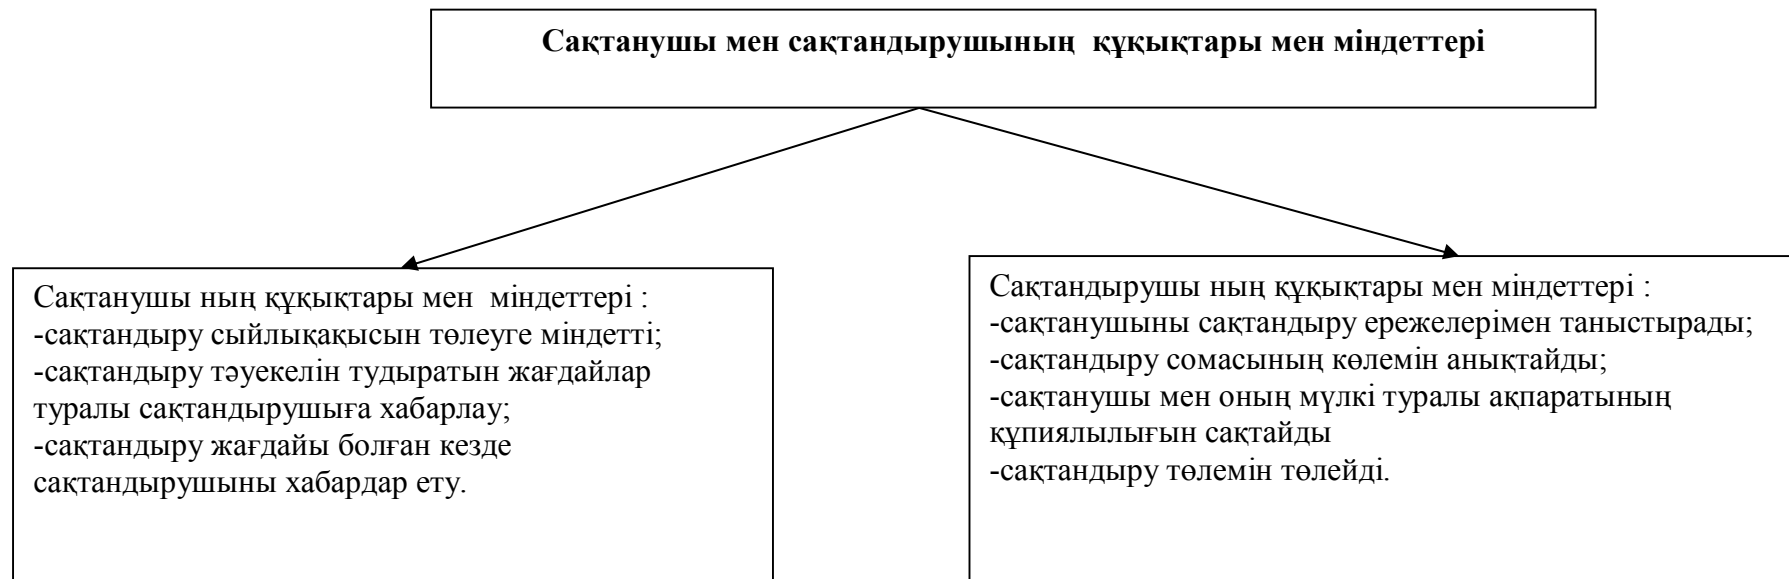 Сақтанушы мен сақтандырушының құқықтары мен міндеттері
Сақтанушы ның құқықтары мен міндеттері :
-сақтандыру сыйлықақысын төлеуге міндетті;
-сақтандыру тәуекелін тудыратын жағдайлар
туралы сақтандырушыға хабарлау;
-сақтандыру жағдайы болған кезде
сақтандырушыны хабардар ету.
Сақтандырушы ның құқықтары мен міндеттері :
-сақтанушыны сақтандыру ережелерімен таныстырады;
-сақтандыру сомасының көлемін анықтайды;
-сақтанушы мен оның мүлкі туралы ақпаратының
құпиялылығын сақтайды
-сақтандыру төлемін төлейді.